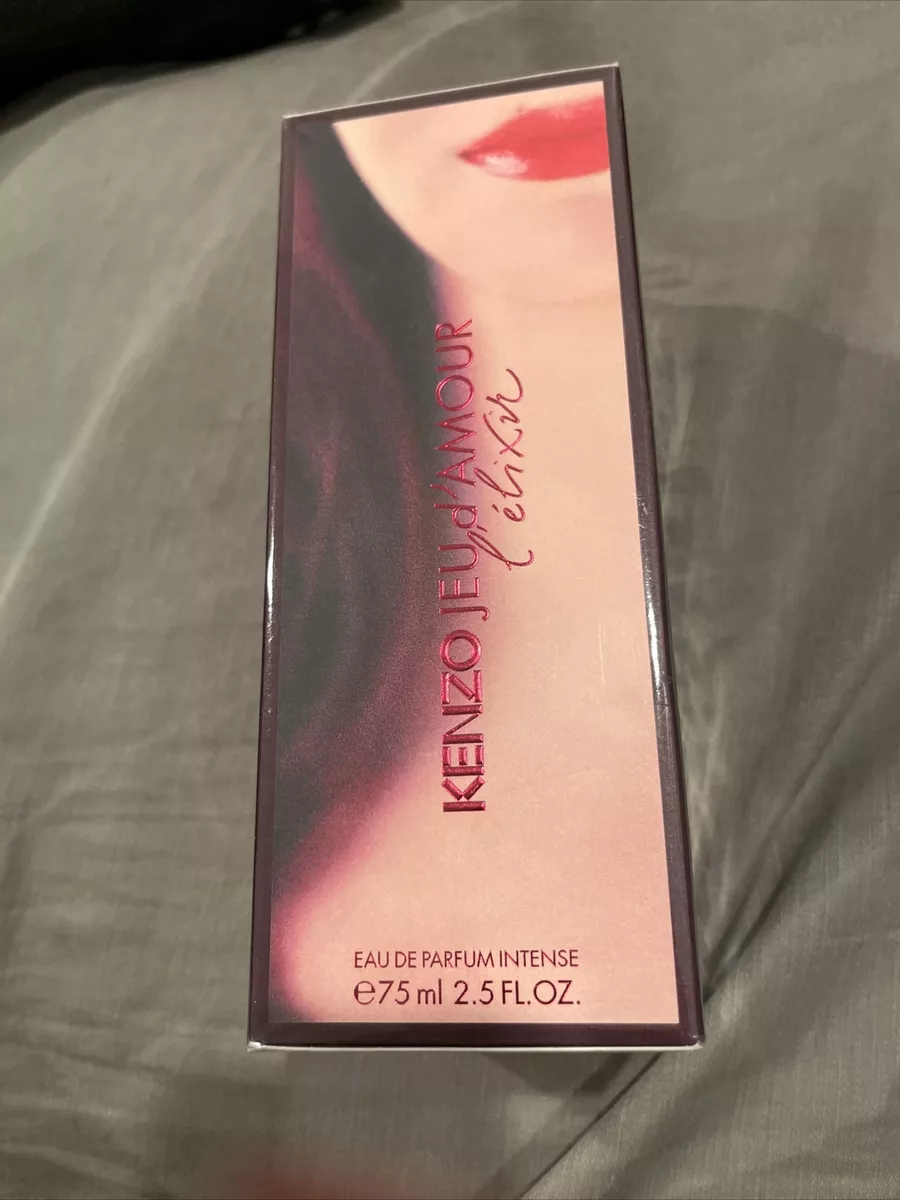 KENZO JEU d'AMOUR
l'élixir
EAU DE PARFUM INTENSE
℮75 ml 2.5 FL.OZ.